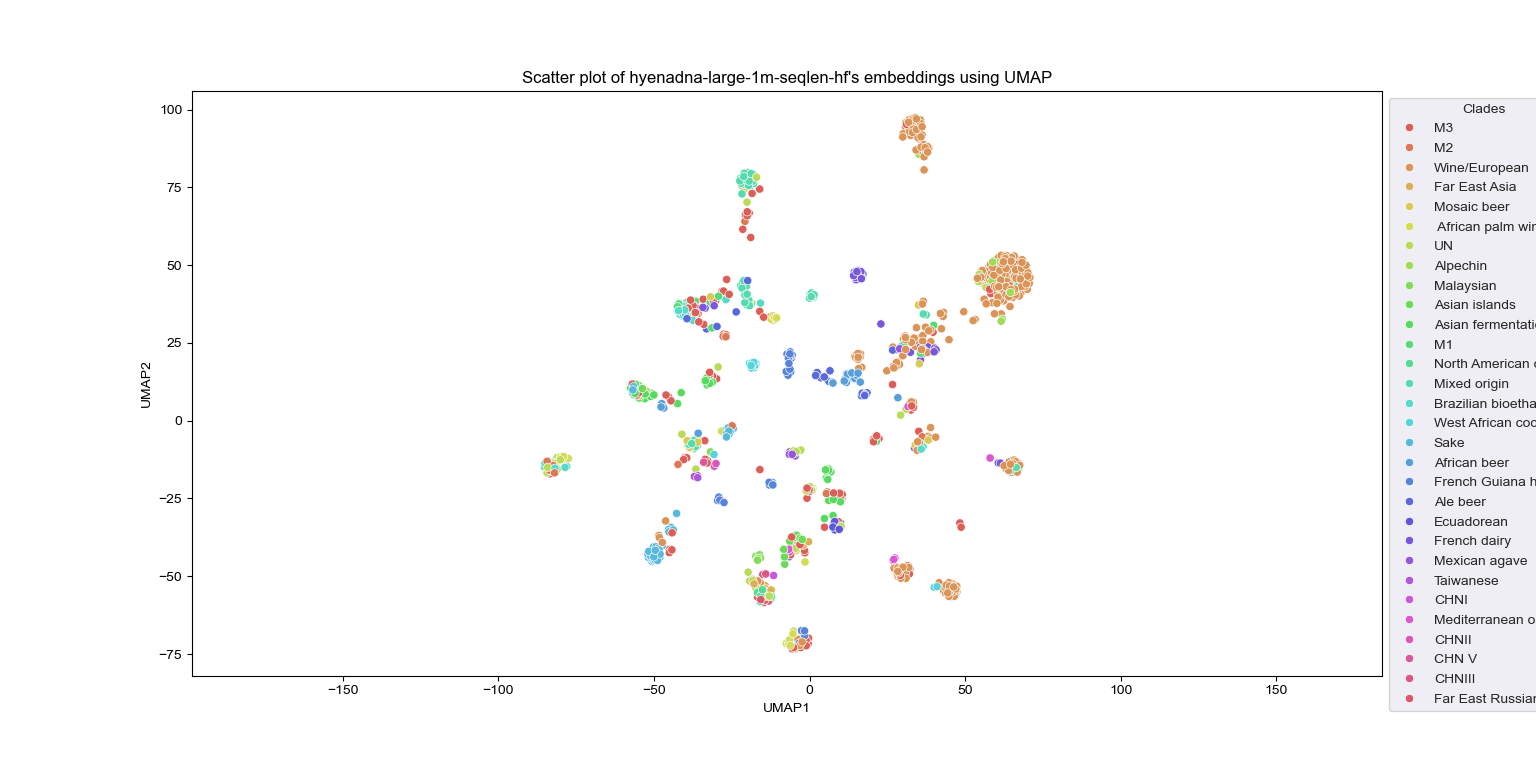 Scatter plot of hyenadna-large-1m-seqlen-hf's embeddings using UMAP
100
75
50
25
0
−25
−50
−75
UMAP2
−150
−100
−50
0
50
100
150
UMAP1
Clades
M3
M2
Wine/European
Far East Asia
Mosaic beer
African palm win
UN
Alpechin
Malaysian
Asian islands
Asian fermentatio
M1
North American o
Mixed origin
Brazilian bioetha
West African coc
Sake
African beer
French Guiana h
Ale beer
Ecuadorean
French dairy
Mexican agave
Taiwanese
CHNI
Mediterranean o
CHNII
CHN V
CHNIII
Far East Russian